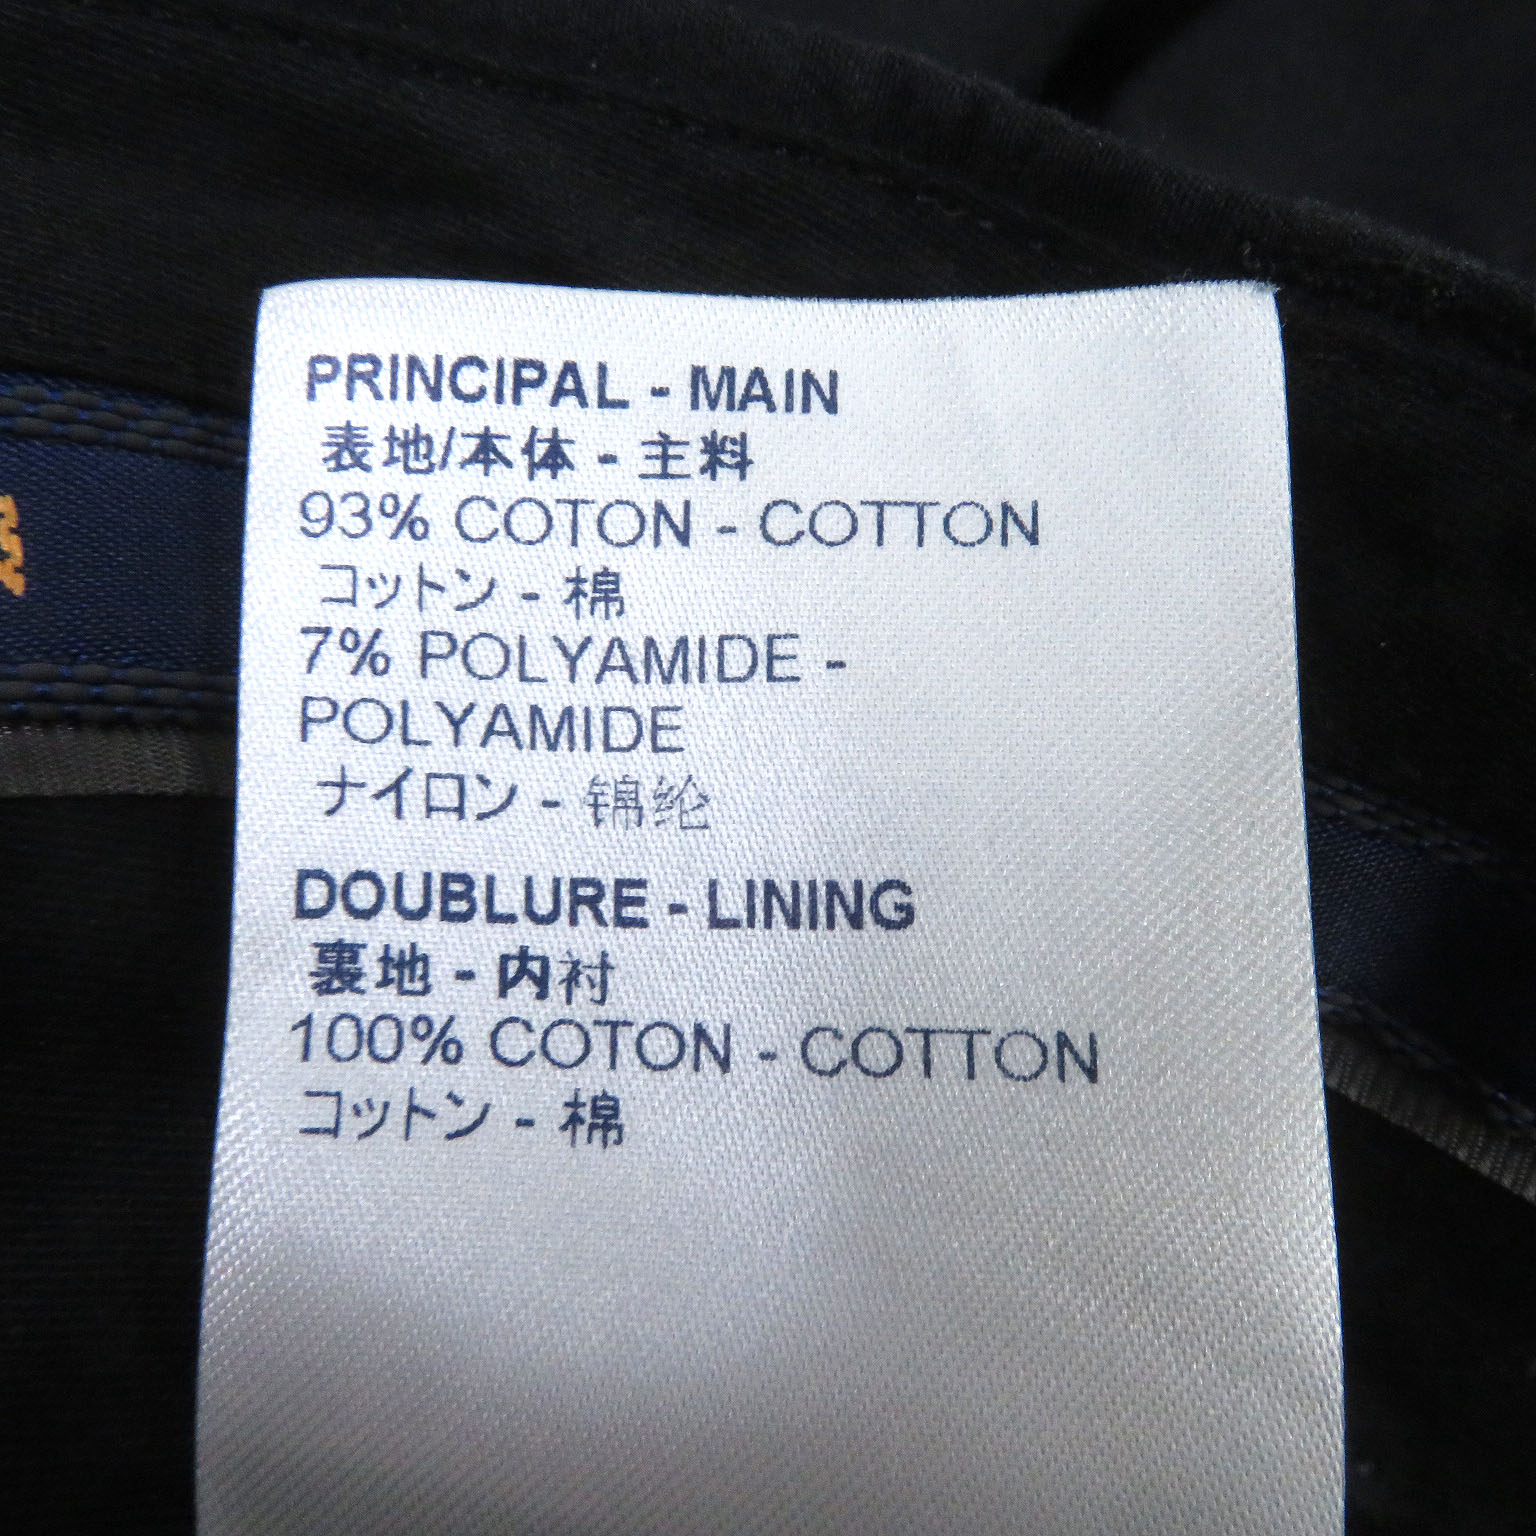 PRINCIPAL - MAIN
表地/本体 - 主料
93% COTON - COTTON
コットン - 棉
7% POLYAMIDE -
POLYAMIDE
ナイロン - 锦纶
DOUBLURE - LINING
裏地 - 内衬
100% COTON - COTTON
コットン - 棉